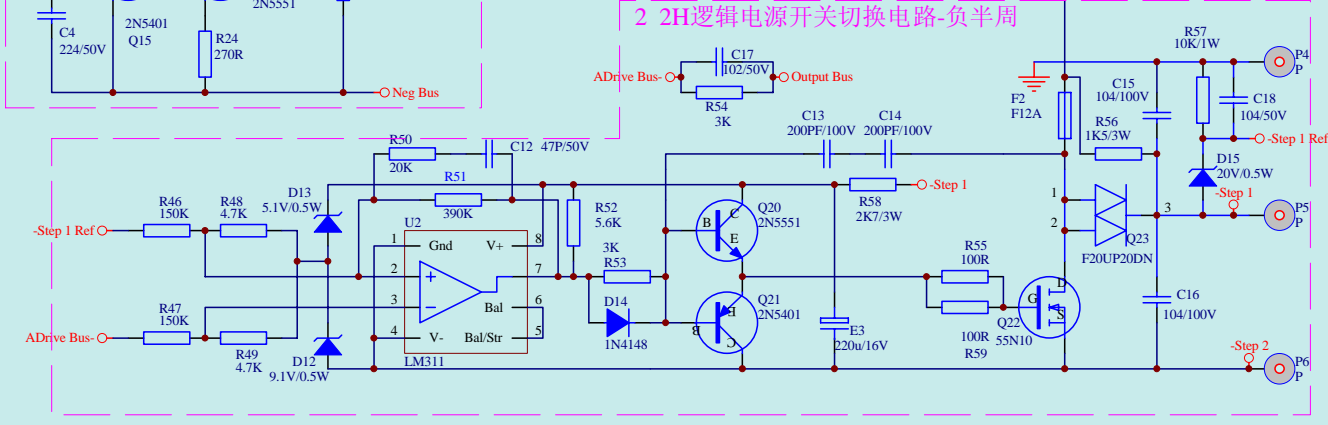 2 2H逻辑电源开关切换电路-负半周
C4
224/50V
2N5401
Q15
R24
270R
2N5551
Neg Bus
ADrive Bus-
C17
102/50V
Output Bus
R54
3K
R57
10K/1W
P4
P
F2
F12A
C15
104/100V
C18
104/50V
R56
1K5/3W
-Step 1 Ref
D15
20V/0.5W
-Step 1
C13
200PF/100V
C14
200PF/100V
R50
20K
C12
47P/50V
R51
390K
D13
5.1V/0.5W
R58
2K7/3W
-Step 1
R46
150K
R48
4.7K
-Step 1 Ref
U2
1
Gnd
V+
8
2
+
7
3
−
Bal
6
4
V-
Bal/Str
5
LM311
R52
5.6K
3K
R53
D14
1N4148
Q20
2N5551
B
C
E
Q21
2N5401
E
B
C
1
2
3
Q23
F20UP20DN
P5
P
R55
100R
100R
R59
Q22
55N10
D
G
S
C16
104/100V
E3
220u/16V
R47
150K
ADrive Bus-
R49
4.7K
D12
9.1V/0.5W
-Step 2
P6
P